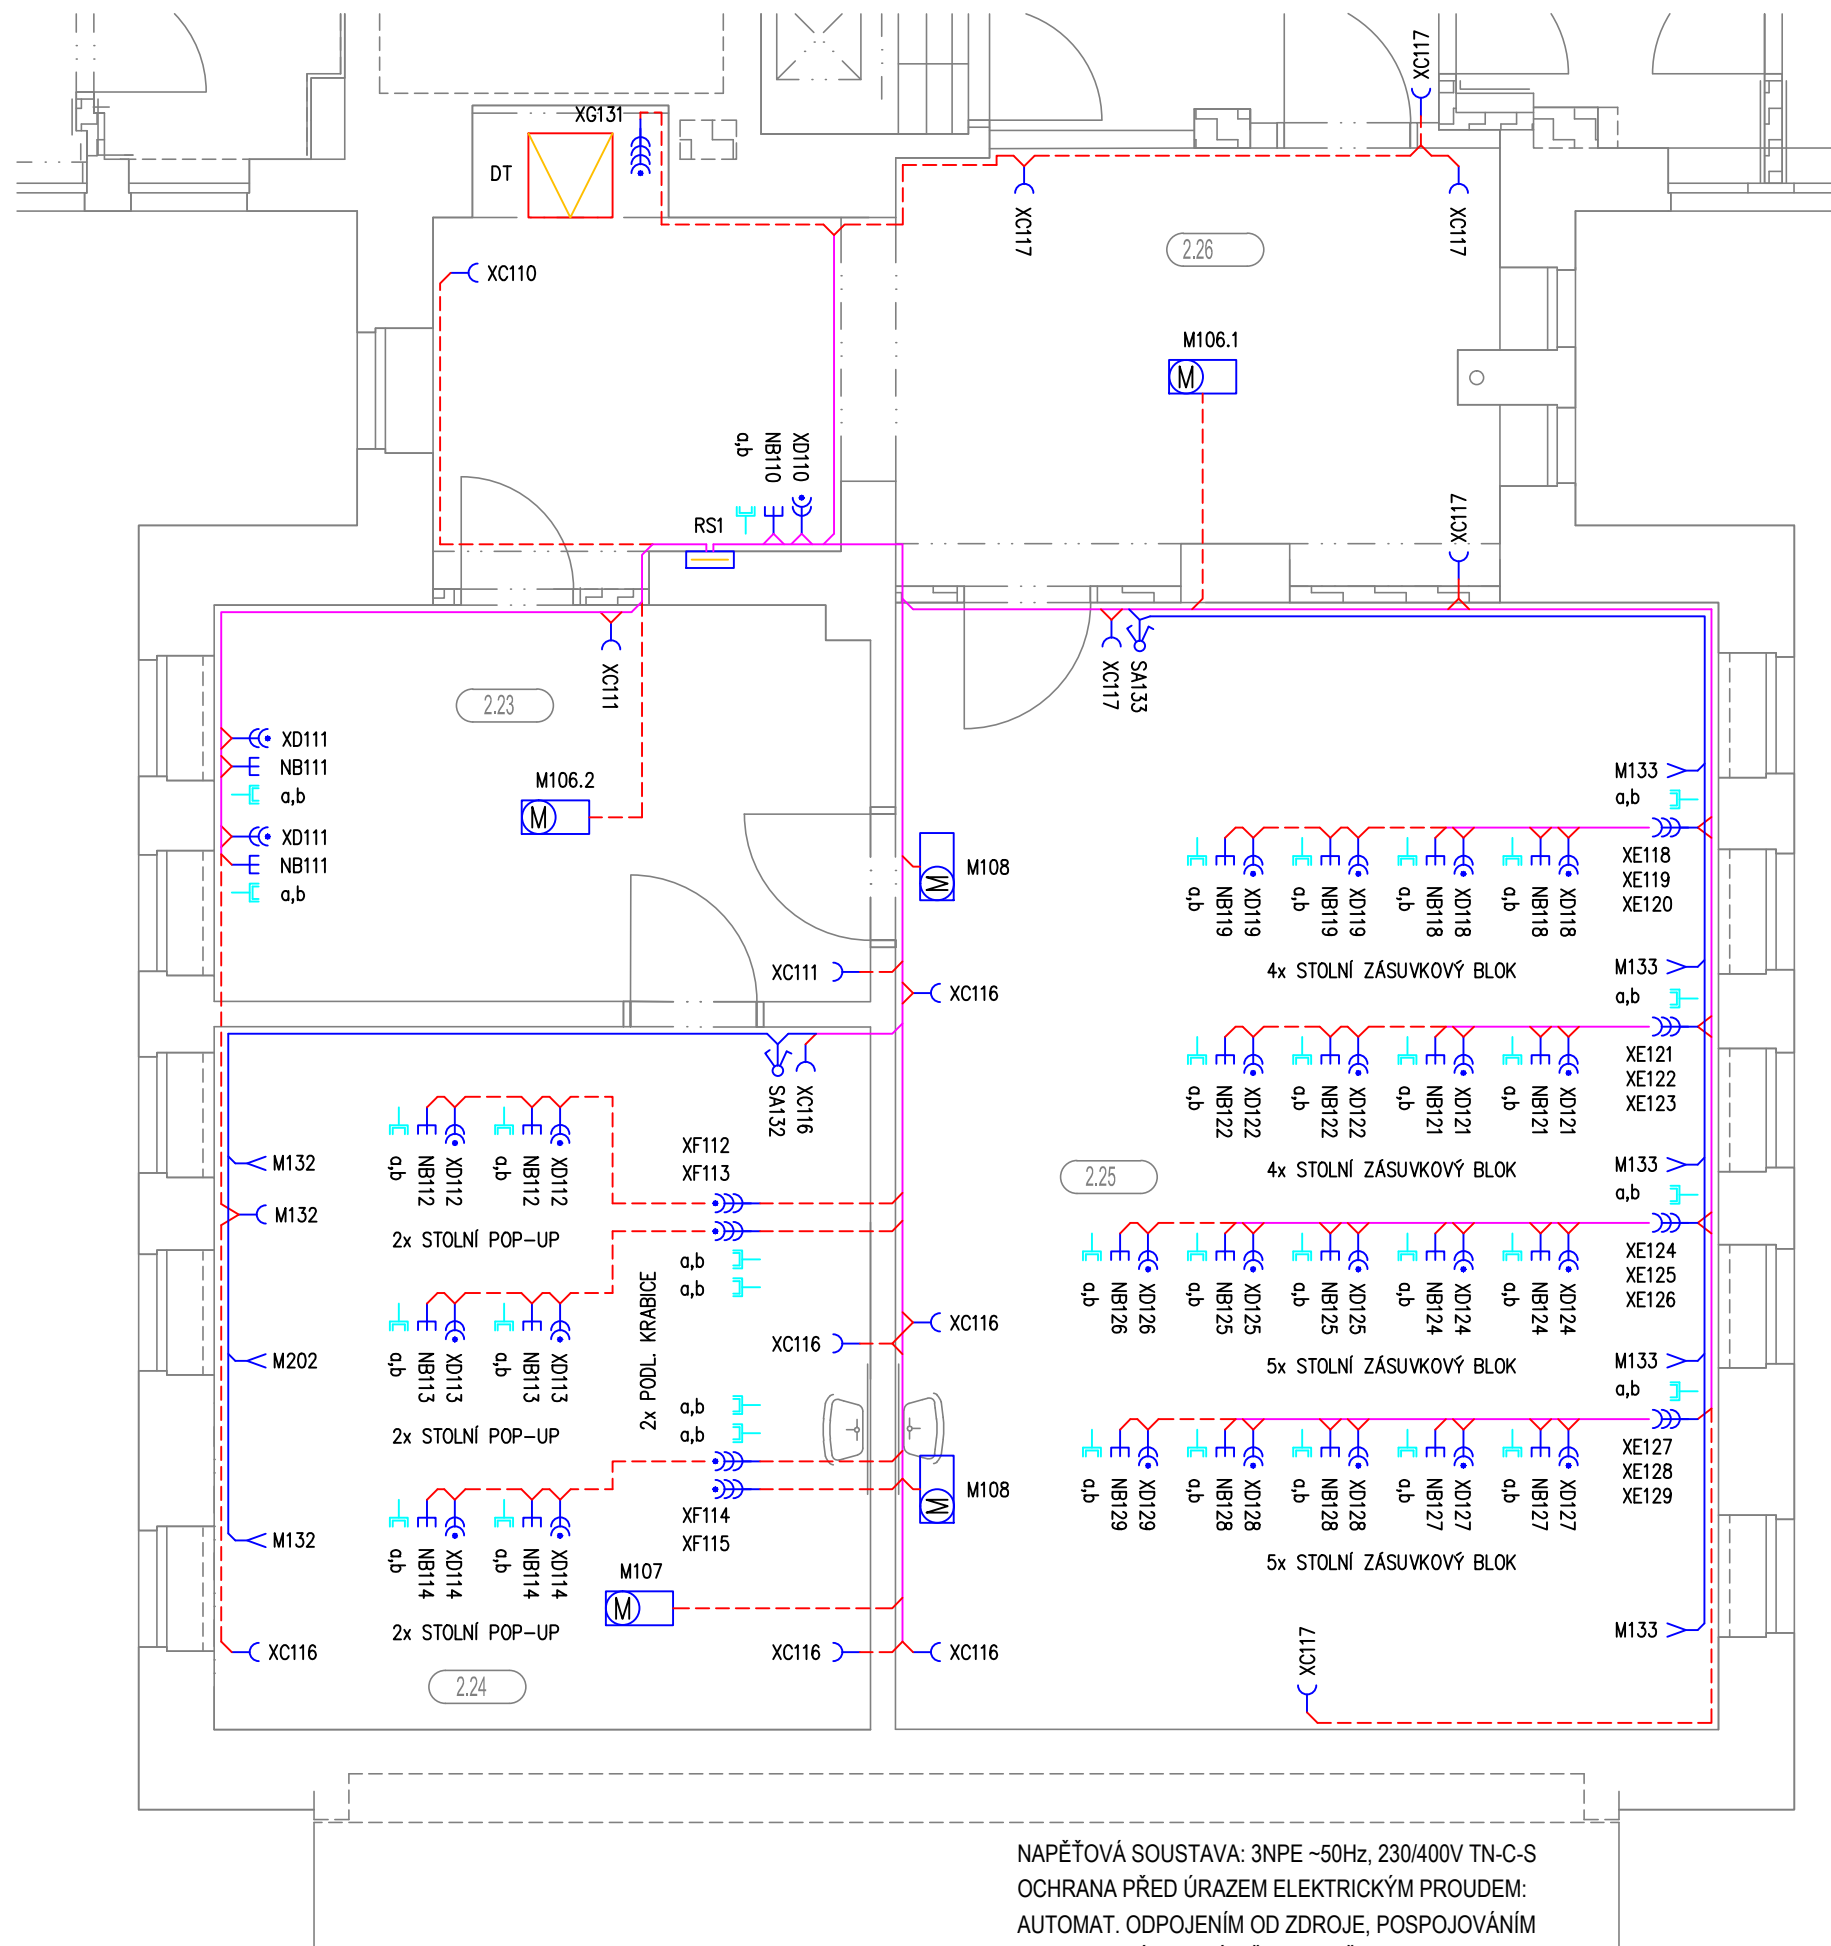 XC117
XG131
DT
XC117
XC117
2.26
XC110
M106.1
M
a,b
NB110
XD110
RS1
XC117
XC111
XC117
SA133
2.23
XD111
NB111
a,b
M106.2
M
XD111
NB111
a,b
M133
a,b
M108
M
XE118
XE119
XE120
a,b
NB119
XD119
a,b
NB119
XD119
a,b
NB118
XD118
a,b
NB118
XD118
4x STOLNÍ ZÁSUVKOVÝ BLOK
XC111
XC116
M133
a,b
SA132
XC116
XE121
XE122
XE123
a,b
NB122
XD122
a,b
NB122
XD122
a,b
NB121
XD121
a,b
NB121
XD121
4x STOLNÍ ZÁSUVKOVÝ BLOK
2.25
XF112
XF113
a,b
NB112
XD112
a,b
NB112
XD112
2x STOLNÍ POP-UP
M132
M132
M133
a,b
XE124
XE125
XE126
a,b
NB126
XD126
a,b
NB125
XD125
a,b
NB125
XD125
a,b
NB124
XD124
a,b
NB124
XD124
5x STOLNÍ ZÁSUVKOVÝ BLOK
a,b
a,b
2x PODL. KRABICE
XC116
XC116
M202
a,b
NB113
XD113
a,b
NB113
XD113
2x STOLNÍ POP-UP
M133
a,b
a,b
a,b
XE127
XE128
XE129
a,b
NB129
XD129
a,b
NB128
XD128
a,b
NB128
XD128
a,b
NB127
XD127
a,b
NB127
XD127
5x STOLNÍ ZÁSUVKOVÝ BLOK
M108
M
XF114
XF115
M132
a,b
NB114
XD114
a,b
NB114
XD114
2x STOLNÍ POP-UP
M107
M
M133
XC116
XC116
XC116
XC117
2.24
NAPĚŤOVÁ SOUSTAVA: 3NPE ~50Hz, 230/400V TN-C-S
OCHRANA PŘED ÚRAZEM ELEKTRICKÝM PROUDEM:
AUTOMAT. ODPOJENÍM OD ZDROJE, POSPOJOVÁNÍM